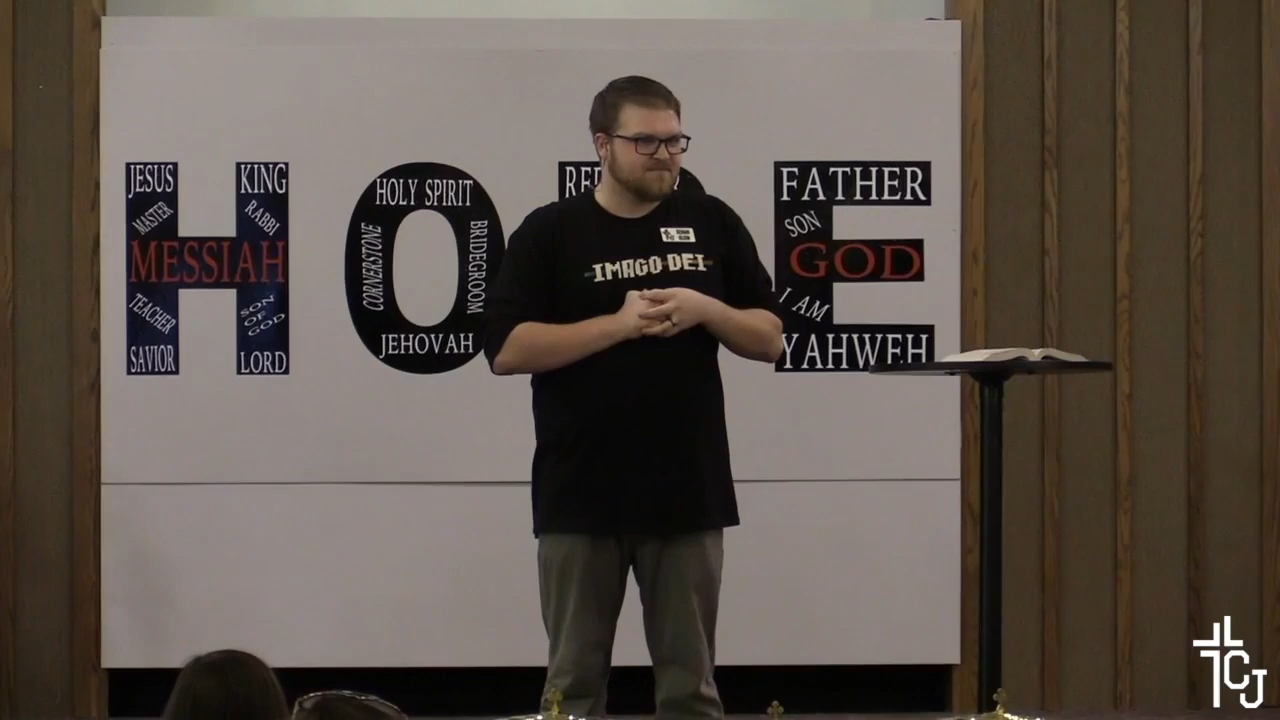 JESUS
MASTER
KING
RABBI
MESSIAH
TEACHER
SAVIOR
SON
OF
GOD
LORD
HOLY SPIRIT
CORNERSTONE
BRIDEGROOM
JEHOVAH
FATHER
SON
GOD
I AM
YAHWEH
IMAGO DEI
CJ